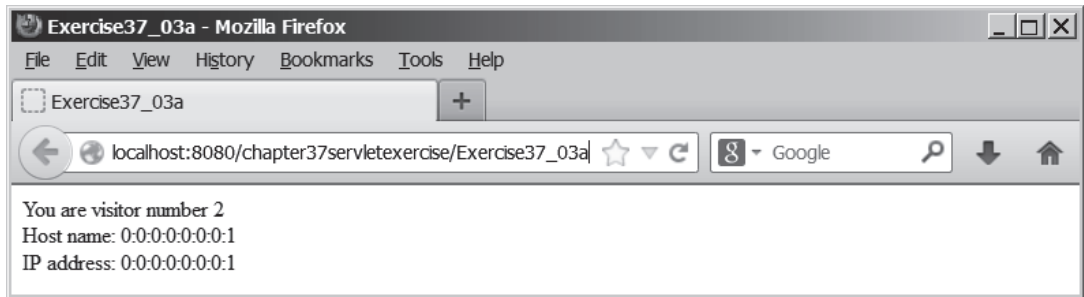 Exercise37_03a - Mozilla Firefox
File Edit View History Bookmarks Tools Help
Exercise37_03a
localhost:8080/chapter37servletexercise/Exercise37_03a 8 Google
You are visitor number 2
Host name: 0:0:0:0:0:0:0:1
IP address: 0:0:0:0:0:0:0:1